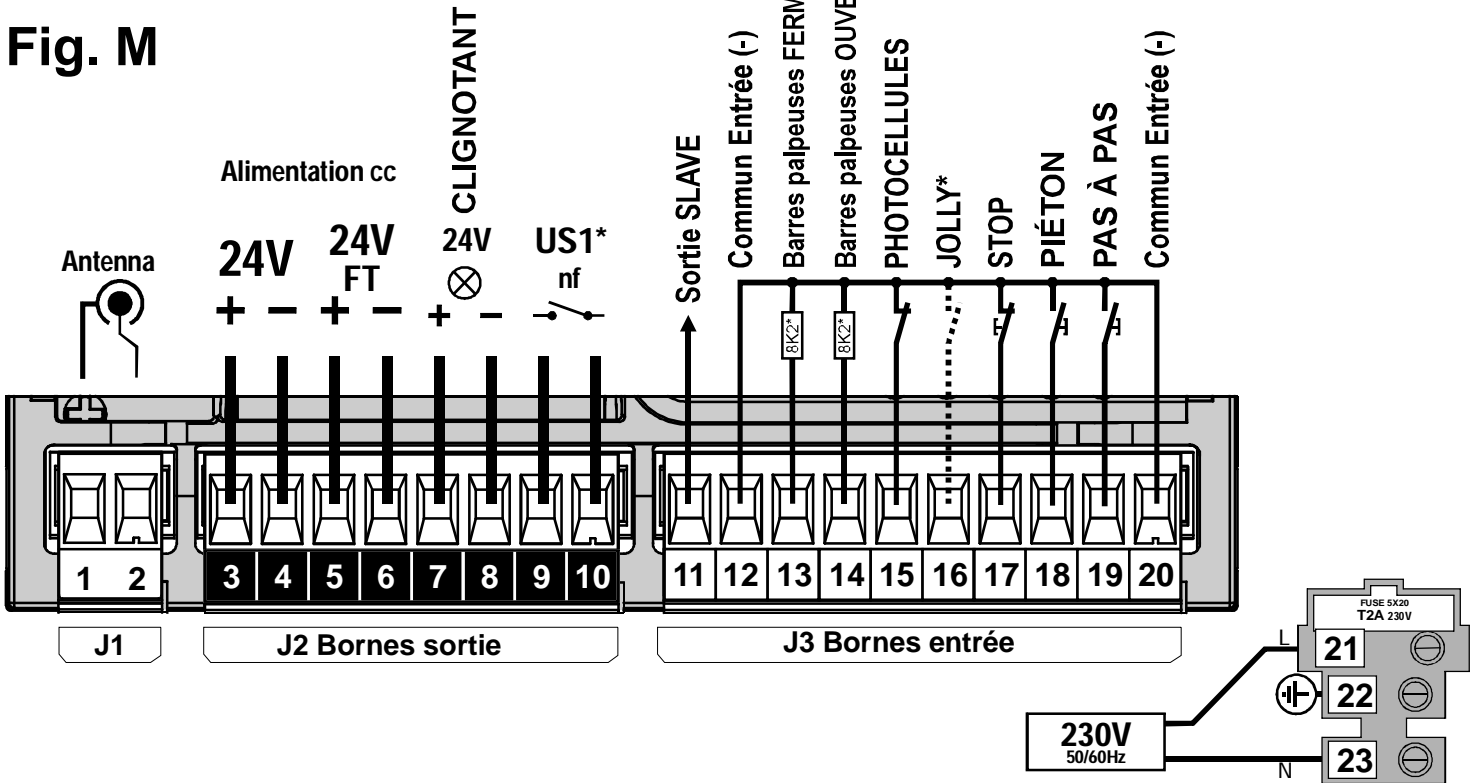 Fig. M
Antenna
Alimentation cc
24V
24V
FT
CLIGNOTANT
24V
US1*
nf
+ − + − + −
Sortie SLAVE
Commun Entrée (-)
Barres palpeuses
Barres palpeuses
PHOTOCELLULES
JOLLY*
STOP
PIÉTON
PAS À PAS
Commun Entrée (-)
8K2*
8K2*
1 2
3 4 5 6 7 8 9 10
11 12 13 14 15 16 17 18 19 20
J1
J2 Bornes sortie
J3 Bornes entrée
FUSE 5X20
T2A 230V
L
21
22
230V
50/60Hz
N
23